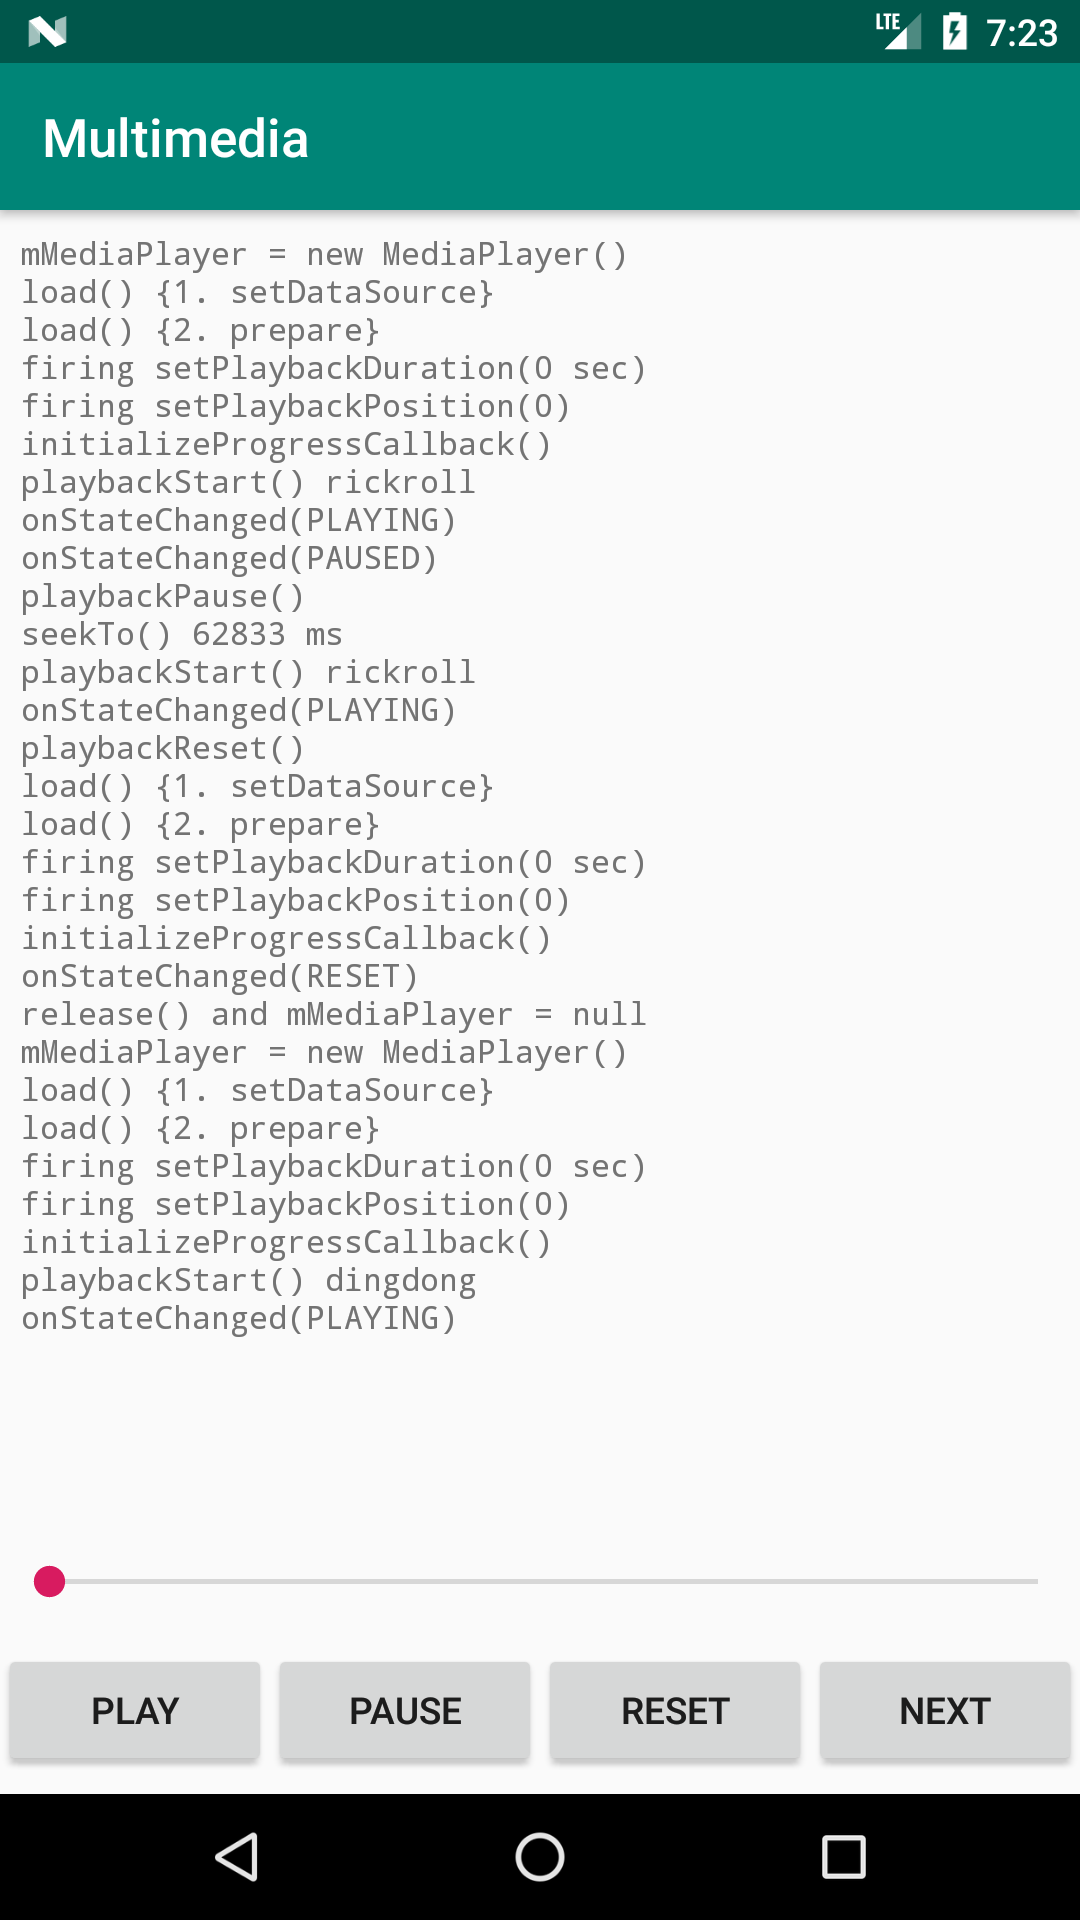 LTE 7:23
Multimedia
mMediaPlayer = new MediaPlayer()
load() {1. setDataSource}
load() {2. prepare}
firing setPlaybackDuration(0 sec)
firing setPlaybackPosition(0)
initializeProgressCallback()
playbackStart() rickroll
onStateChanged(PLAYING)
onStateChanged(PAUSED)
playbackPause()
seekTo() 62833 ms
playbackStart() rickroll
onStateChanged(PLAYING)
playbackReset()
load() {1. setDataSource}
load() {2. prepare}
firing setPlaybackDuration(0 sec)
firing setPlaybackPosition(0)
initializeProgressCallback()
onStateChanged(RESET)
release() and mMediaPlayer = null
mMediaPlayer = new MediaPlayer()
load() {1. setDataSource}
load() {2. prepare}
firing setPlaybackDuration(0 sec)
firing setPlaybackPosition(0)
initializeProgressCallback()
playbackStart() dingdong
onStateChanged(PLAYING)
PLAY PAUSE RESET NEXT